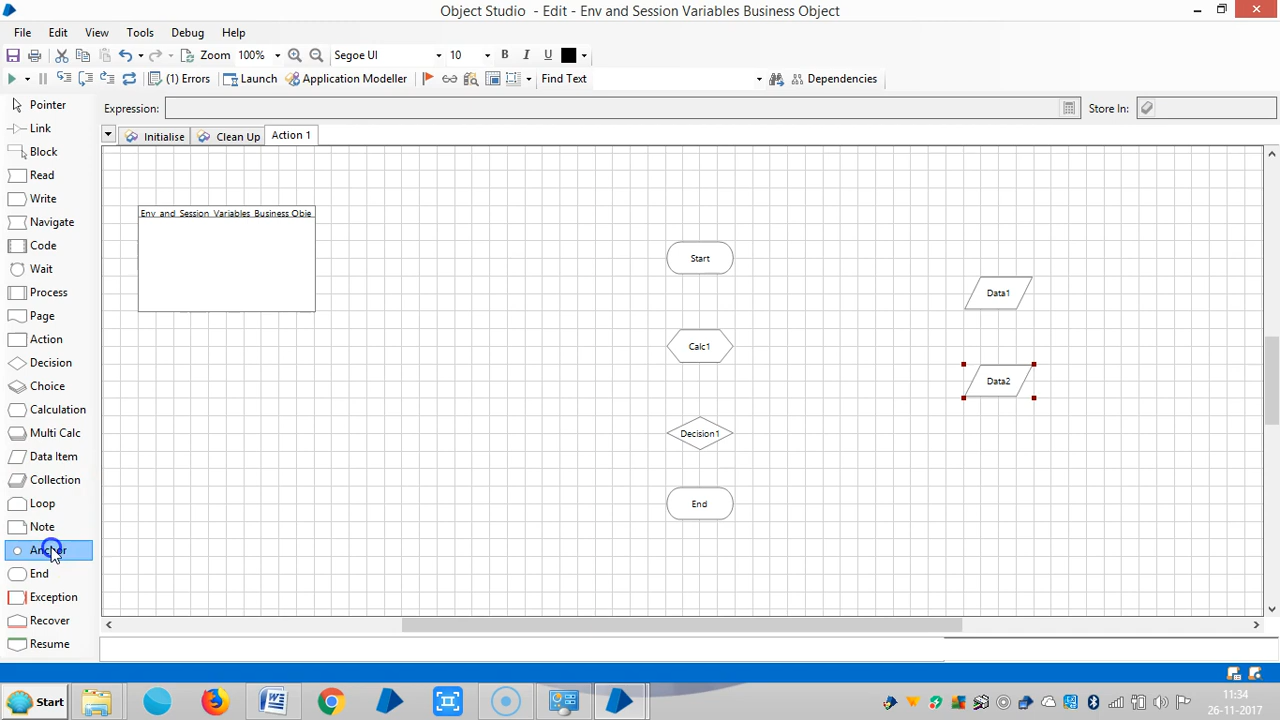 Object Studio - Edit - Env and Session Variables Business Object
File Edit View Tools Debug Help
Zoom 100% Segoe UI 10 B I U
(1) Errors Launch Application Modeller Find Text Dependencies
Pointer
Expression: Store In:
Link
Initialise Clean Up Action 1
Block
Read
Write
Navigate
Code
Wait
Process
Page
Action
Decision
Choice
Calculation
Multi Calc
Data Item
Collection
Loop
Note
Anchor
End
Exception
Recover
Resume
Env and Session Variables Business Obje
Start
Data1
Calc1
Data2
Decision1
End
Start
11:34
26-11-2017